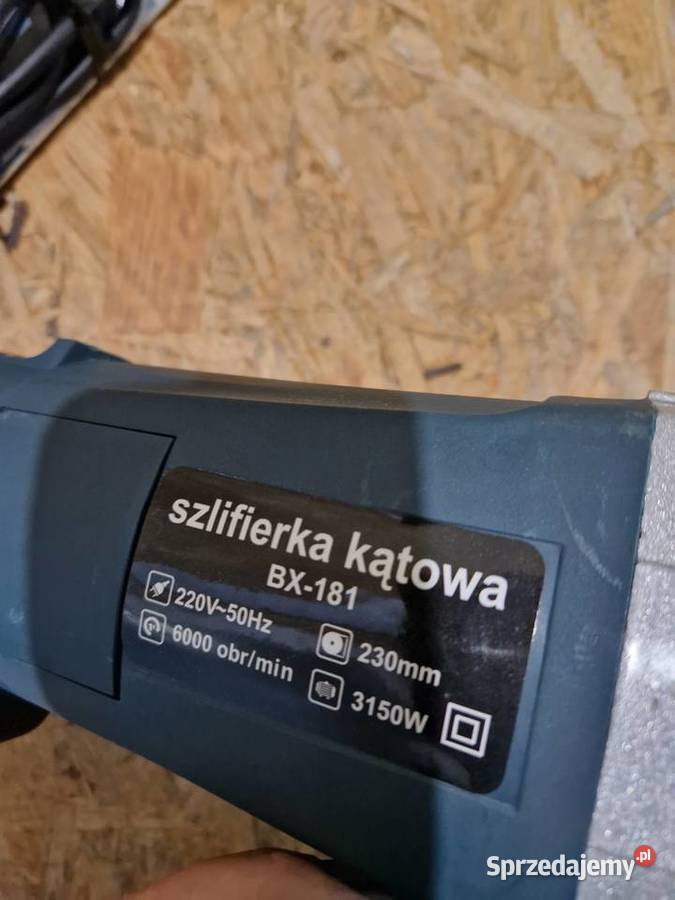 szlifierka kątowa
BX-181
220V~50Hz
230mm
6000 obr/min
3150W
Sprzedajemy.pl